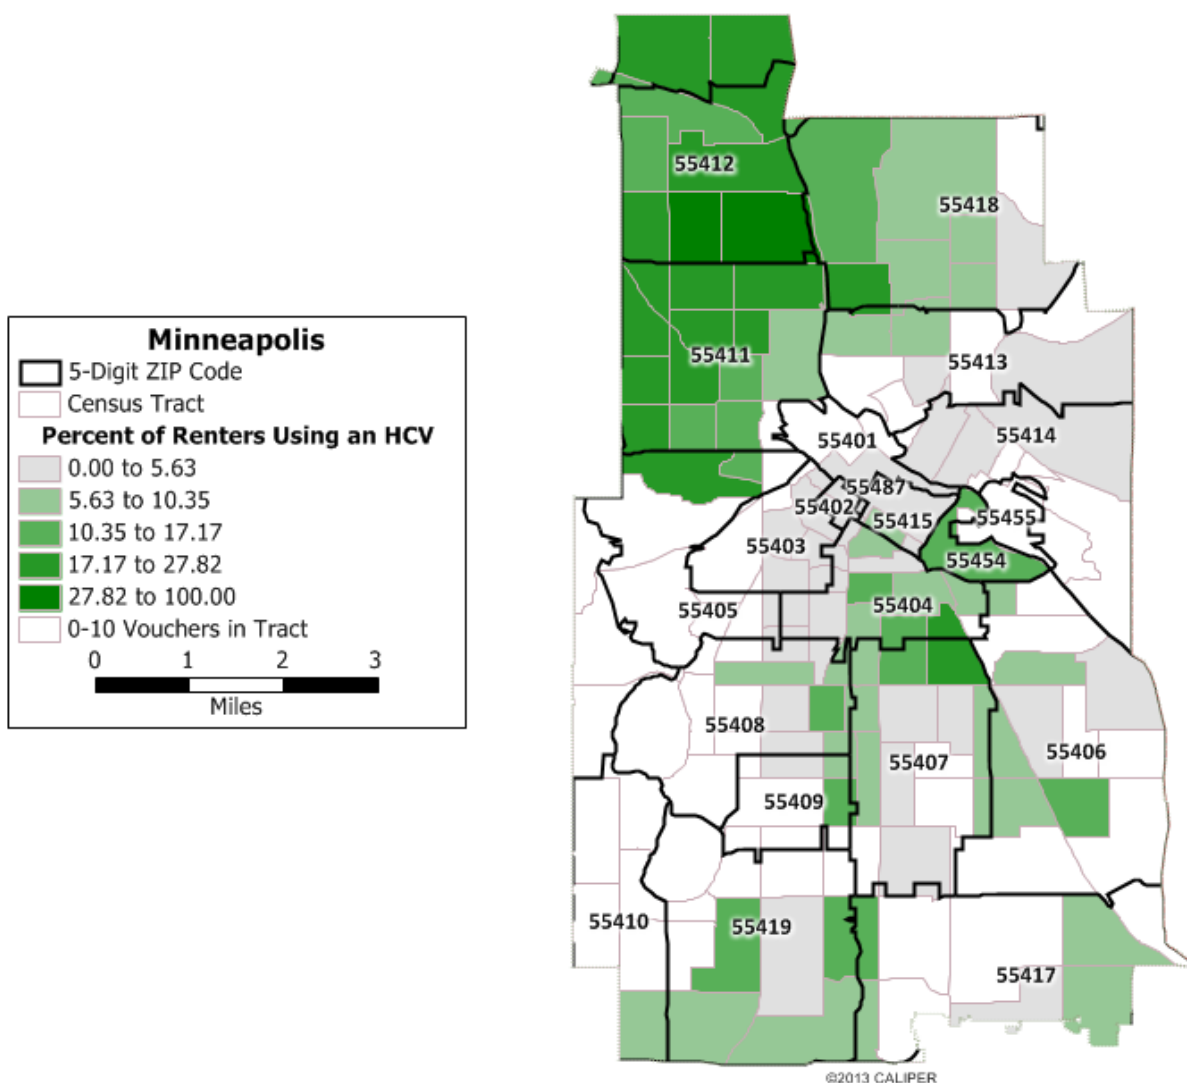 55412
55418
Minneapolis
5-Digit ZIP Code
Census Tract
Percent of Renters Using an HCV
0.00 to 5.63
5.63 to 10.35
10.35 to 17.17
17.17 to 27.82
27.82 to 100.00
0-10 Vouchers in Tract
0 1 2 3
Miles
55411
55413
55401
55414
55487
55402
55415
55455
55403
55454
55405
55404
55408
55406
55407
55409
55410
55419
55417
©2013 CALIPER